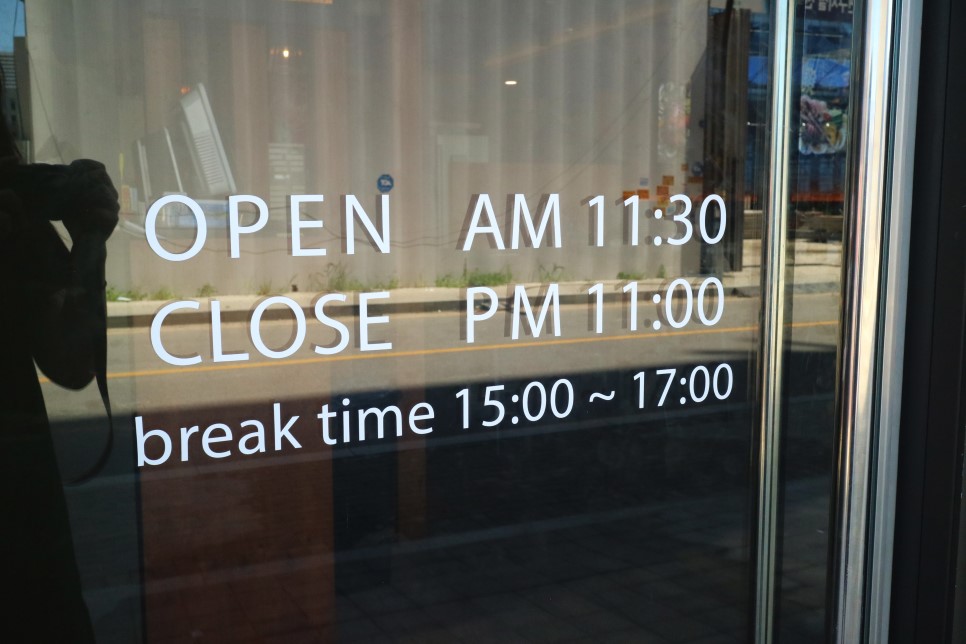 OPEN AM 11:30
CLOSE PM 11:00
break time 15:00 ~ 17:00